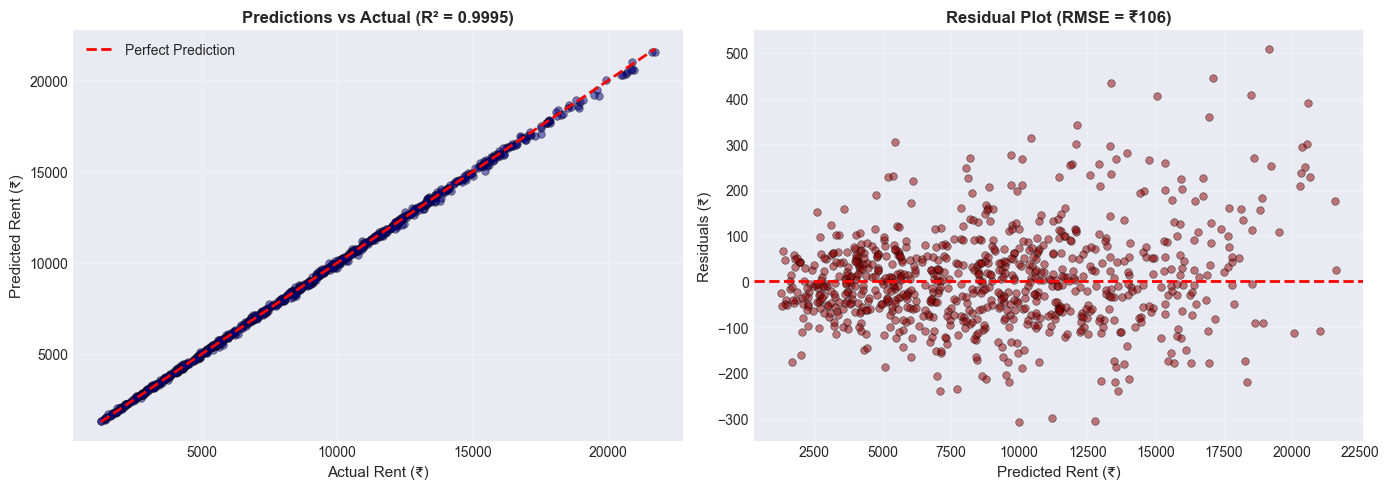 Predictions vs Actual (R² = 0.9995)
Perfect Prediction
Predicted Rent (₹)
20000
15000
10000
5000
5000 10000 15000 20000
Actual Rent (₹)
Residual Plot (RMSE = ₹106)
Residuals (₹)
500
400
300
200
100
0
−100
−200
−300
2500 5000 7500 10000 12500 15000 17500 20000 22500
Predicted Rent (₹)